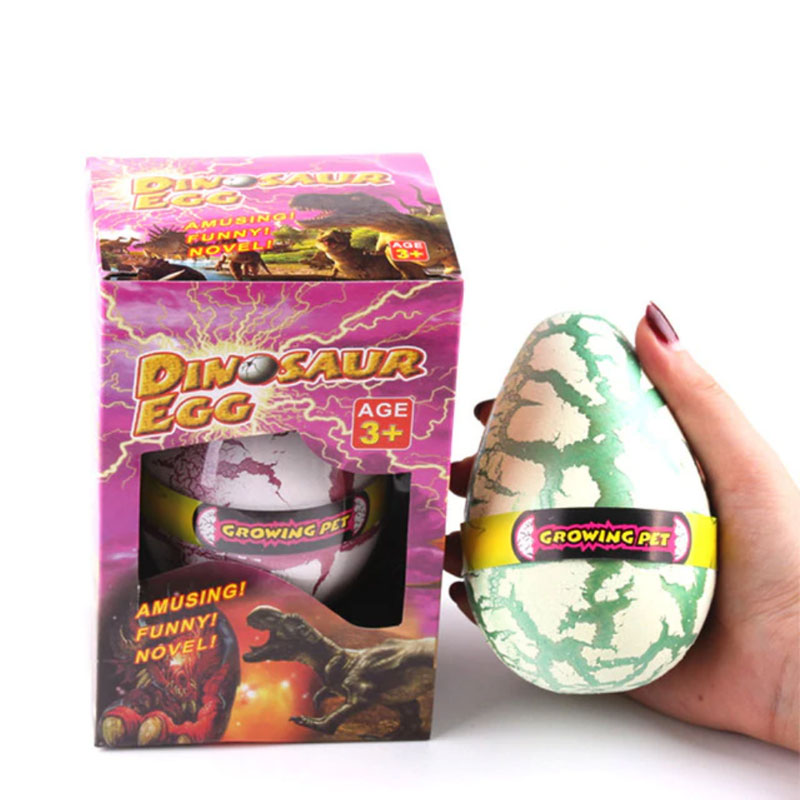 DINOSAUR
EGG
AMUSING!
FUNNY!
NOVEL!
AGE
3+
DINOSAUR
EGG
AGE
3+
GROWING PET
AMUSING!
FUNNY!
NOVEL!
GROWING PET